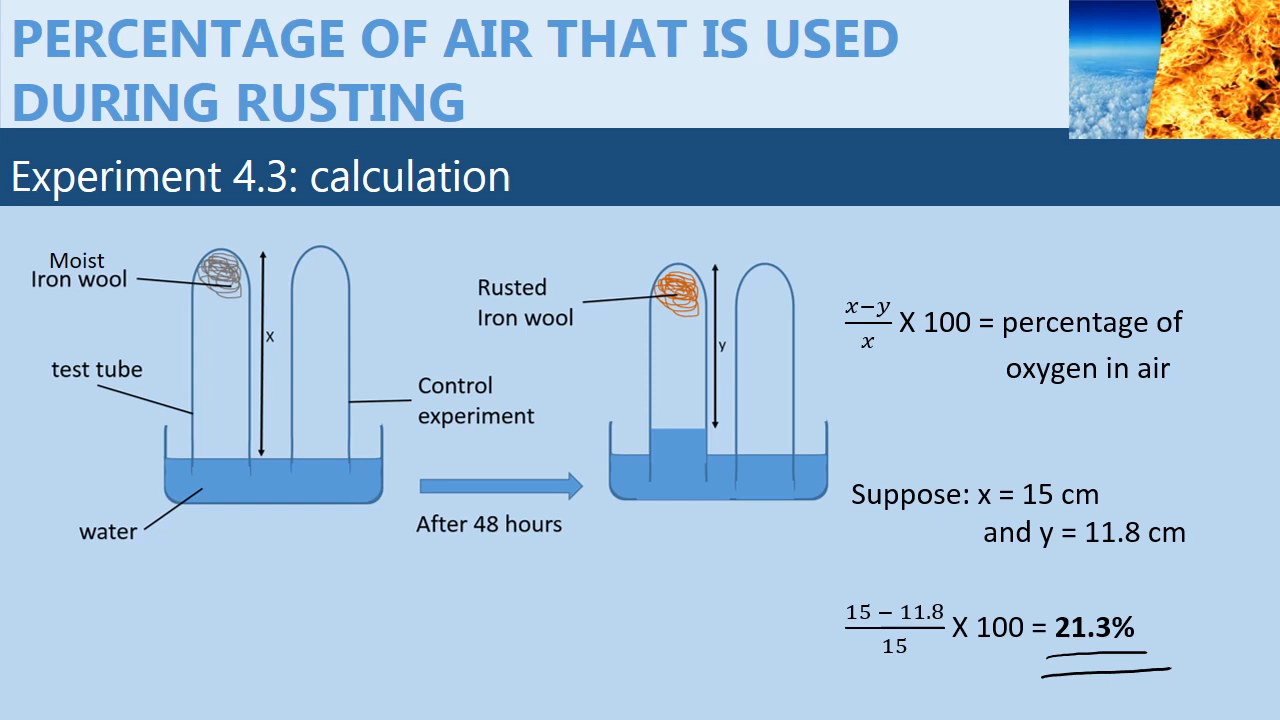 PERCENTAGE OF AIR THAT IS USED
DURING RUSTING
Experiment 4.3: calculation
Moist
Iron wool
x
test tube
Control
experiment
water
After 48 hours
Rusted
Iron wool
y
x−y
x
X 100 = percentage of
oxygen in air
Suppose: x = 15 cm
and y = 11.8 cm
15 − 11.8
15
X 100 = 21.3%